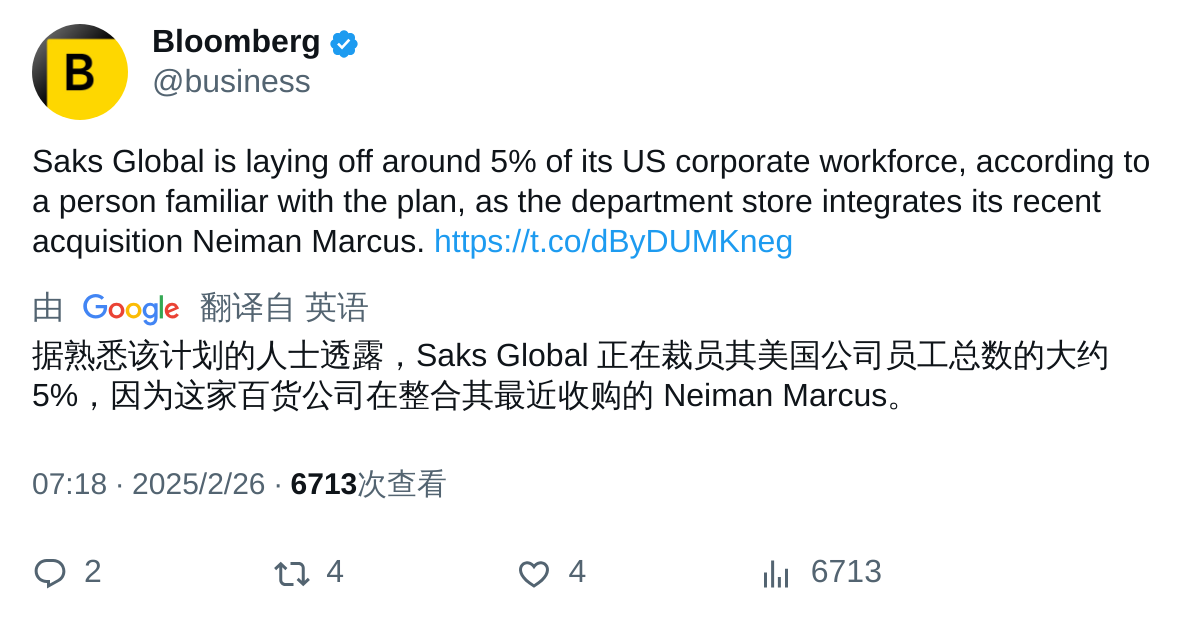 B
Bloomberg
@business
Saks Global is laying off around 5% of its US corporate workforce, according to
a person familiar with the plan, as the department store integrates its recent
acquisition Neiman Marcus. https://t.co/dByDUMKneg
由 Google 翻译自 英语
据熟悉该计划的人士透露，Saks Global 正在裁员其美国公司员工总数的大约
5%，因为这家百货公司在整合其最近收购的 Neiman Marcus。
07:18 · 2025/2/26 · 6713次查看
2 4 4 6713